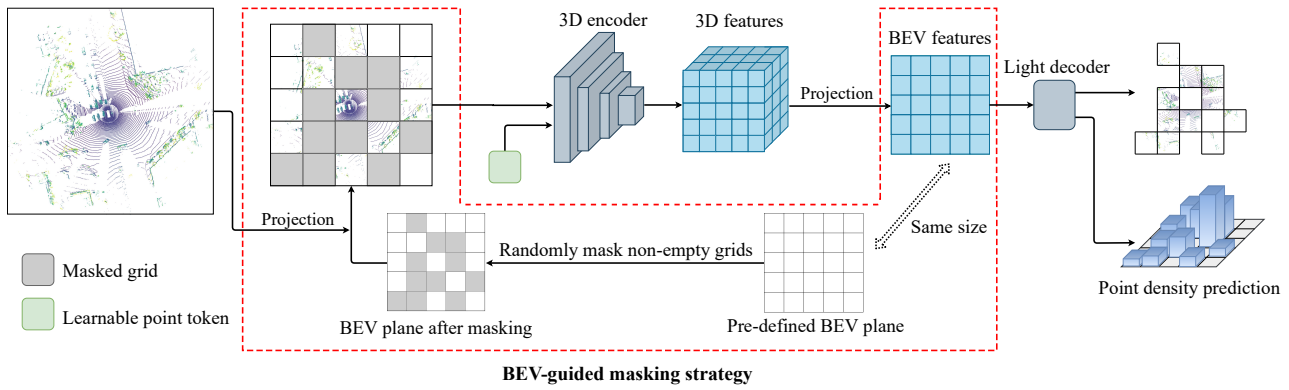 3D encoder
3D features
BEV features
Light decoder
Projection
Projection
Same size
Randomly mask non-empty grids
Masked grid
Learnable point token
BEV plane after masking
Pre-defined BEV plane
Point density prediction
BEV-guided masking strategy